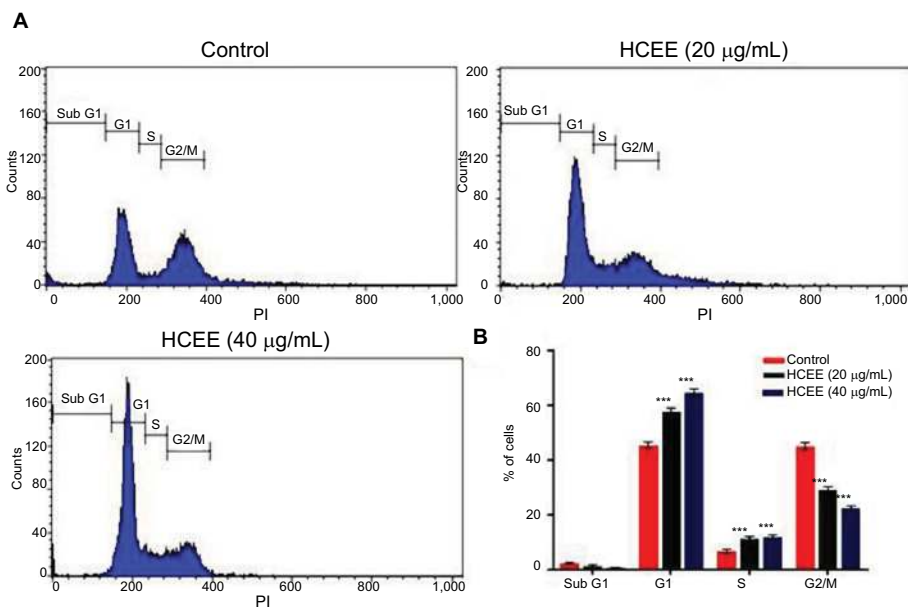 A
Control
200
160
120
80
40
0
Counts
Sub G1
G1
S
G2/M
0 200 400 600 800 1,000
PI
HCEE (20 μg/mL)
200
160
120
80
40
0
Counts
Sub G1
G1
S
G2/M
0 200 400 600 800 1,000
PI
HCEE (40 μg/mL)
200
160
120
80
40
0
Counts
Sub G1
G1
S
G2/M
0 200 400 600 800 1,000
PI
B
80
60
40
20
0
% of cells
Control
HCEE (20 μg/mL)
HCEE (40 μg/mL)
*** ***
*** ***
*** ***
Sub G1 G1 S G2/M